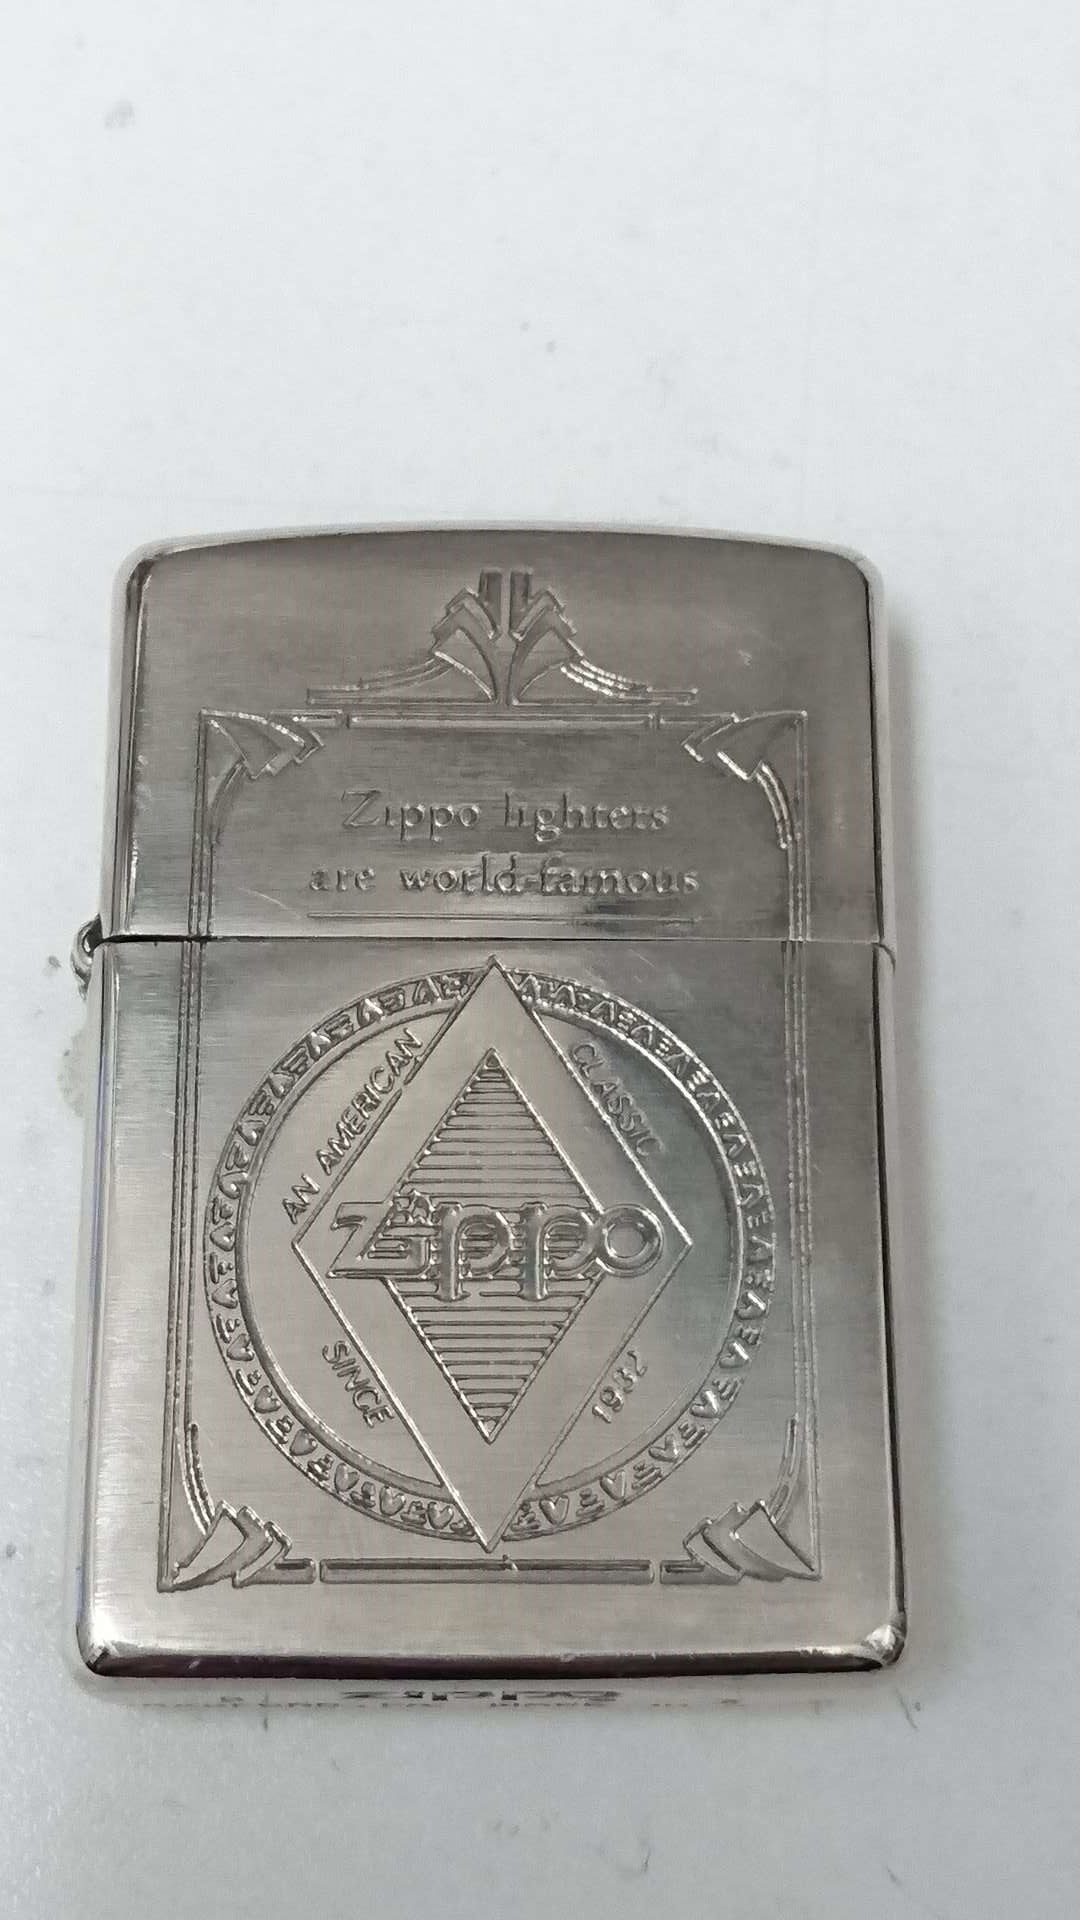 Zippo lighters
are world-famous
AN AMERICAN CLASSIC
Zippo
SINCE 1932